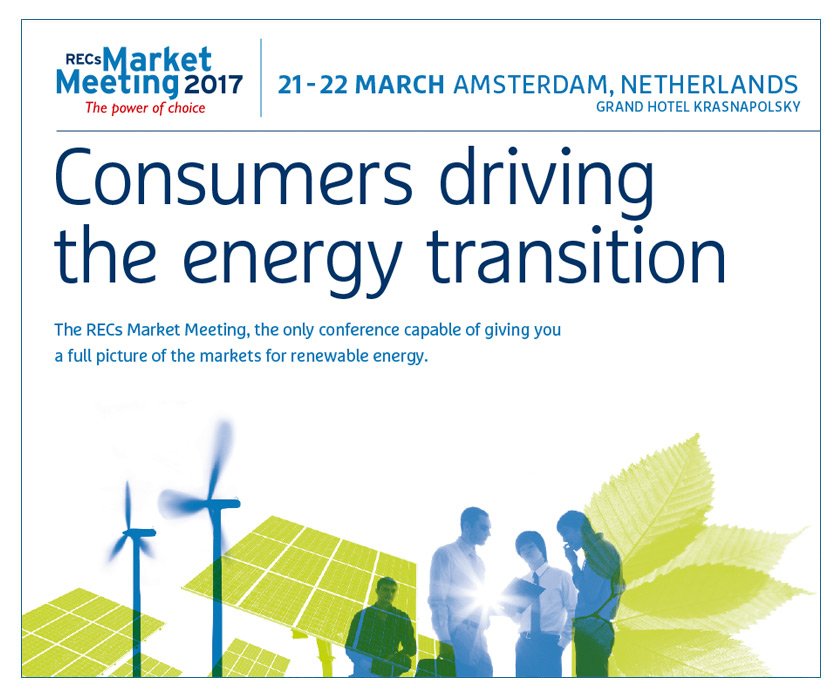 RECs Market
Meeting 2017
The power of choice
21-22 MARCH AMSTERDAM, NETHERLANDS
GRAND HOTEL KRASNAPOLSKY
Consumers driving
the energy transition
The RECs Market Meeting, the only conference capable of giving you
a full picture of the markets for renewable energy.